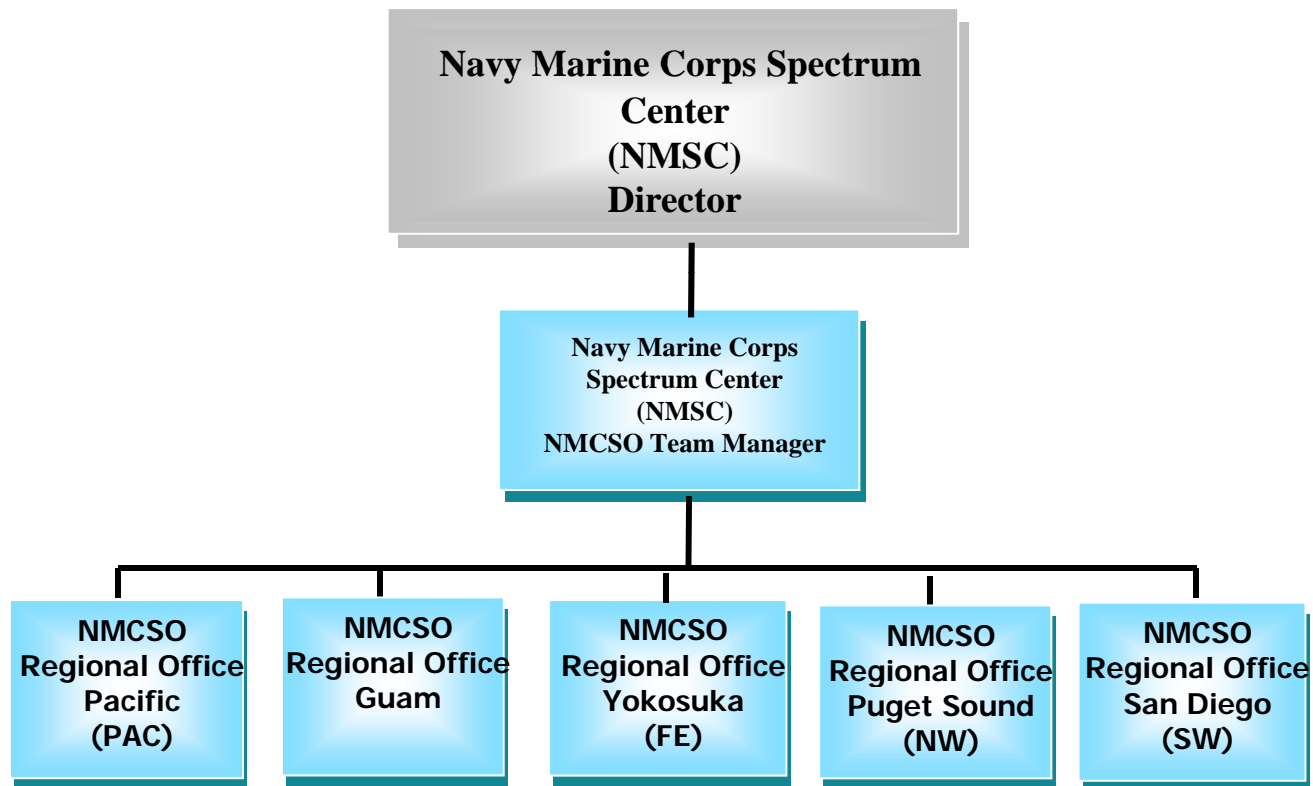 Navy Marine Corps Spectrum
Center
(NMSC)
Director
Navy Marine Corps
Spectrum Center
(NMSC)
NMCSO Team Manager
NMCSO
Regional Office
Pacific
(PAC)
NMCSO
Regional Office
Guam
NMCSO
Regional Office
Yokosuka
(FE)
NMCSO
Regional Office
Puget Sound
(NW)
NMCSO
Regional Office
San Diego
(SW)